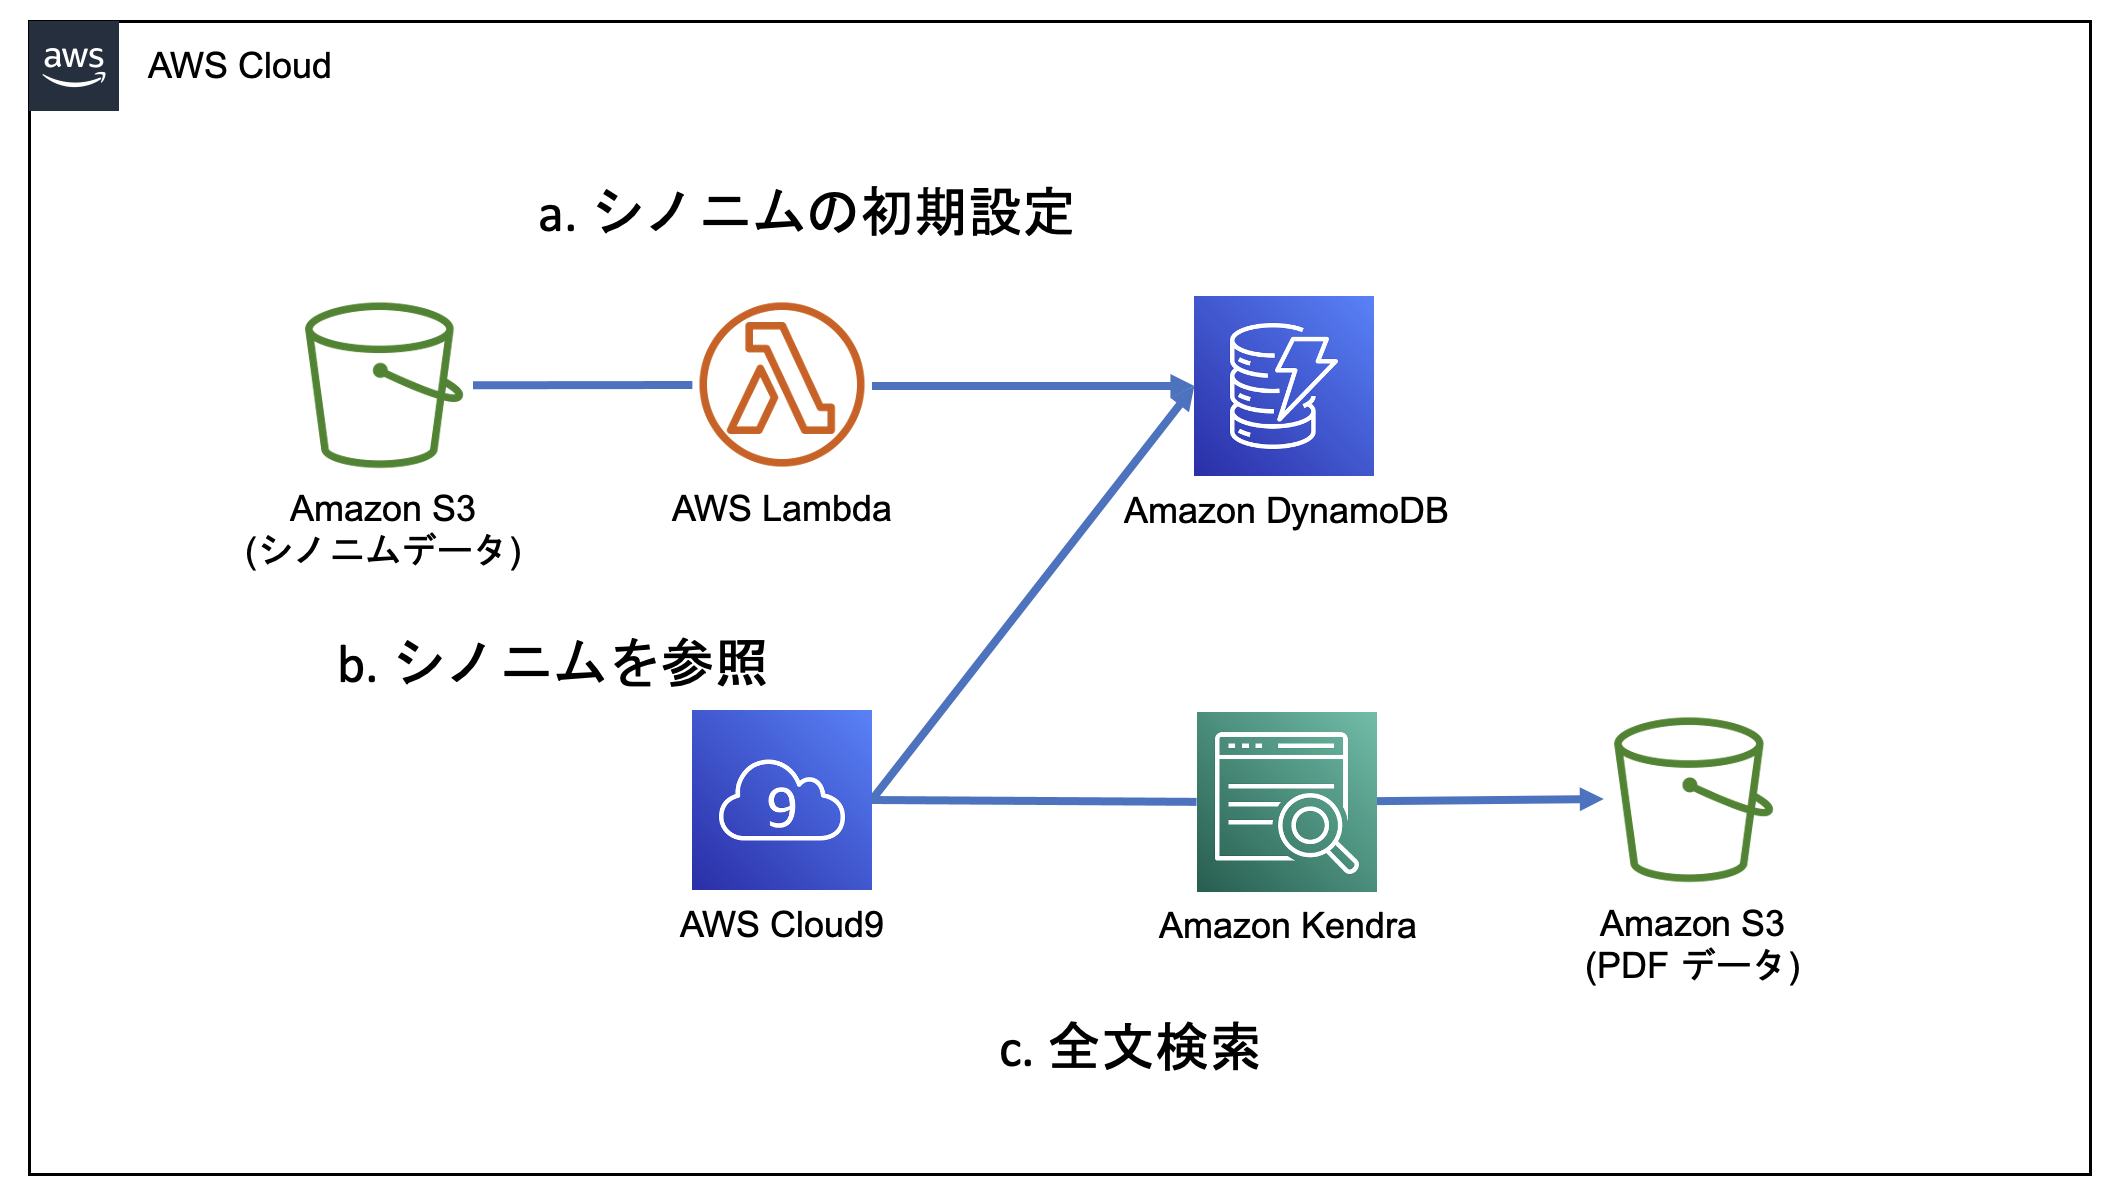 aws
AWS Cloud
a. シノニムの初期設定
Amazon S3
(シノニムデータ)
AWS Lambda
Amazon DynamoDB
b. シノニムを参照
9
AWS Cloud9
Amazon Kendra
Amazon S3
(PDF データ)
c. 全文検索